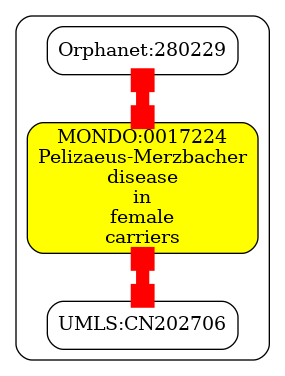 Orphanet:280229
MONDO:0017224
Pelizaeus-Merzbacher
disease
in
female
carriers
UMLS:CN202706